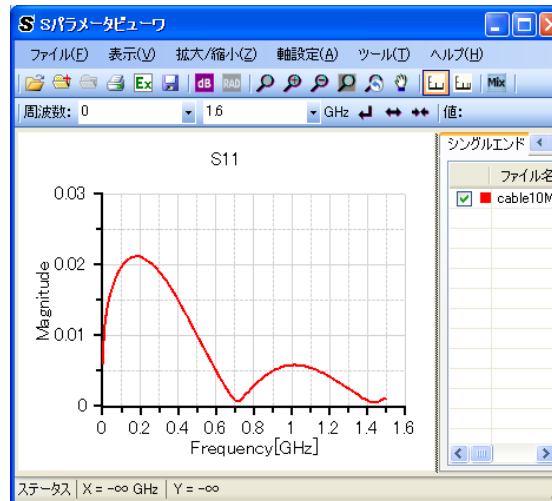 Sパラメータビューワ
ファイル(F) 表示(V) 拡大/縮小(Z) 軸設定(A) ツール(T) ヘルプ(H)
Ex dB RAD Mix
周波数: 0 1.6 GHz 値:
シングルエンド
ファイル名
cable10M
S11
0.03
0.02
0.01
0
Magnitude
0 0.2 0.4 0.6 0.8 1 1.2 1.4 1.6
Frequency[GHz]
ステータス X = -∞ GHz Y = -∞